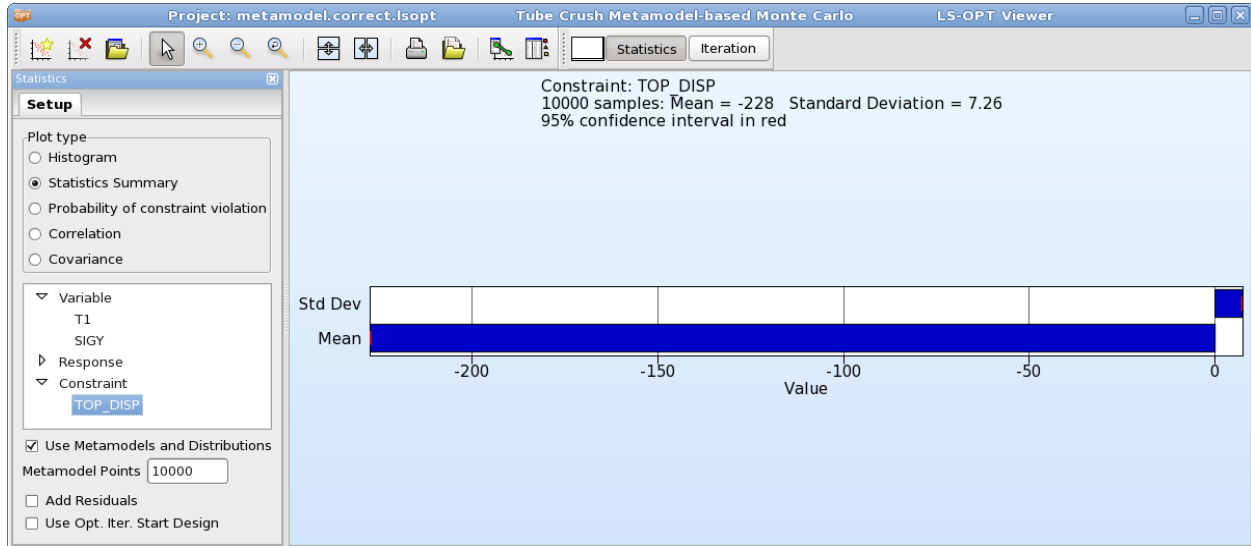 OPT Project: metamodel.correct.lsopt Tube Crush Metamodel-based Monte Carlo LS-OPT Viewer
Statistics Iteration
Statistics
Setup
Plot type
Histogram
Statistics Summary
Probability of constraint violation
Correlation
Covariance
Variable
T1
SIGY
Response
Constraint
TOP_DISP
Use Metamodels and Distributions
Metamodel Points 10000
Add Residuals
Use Opt. Iter. Start Design
Constraint: TOP_DISP
10000 samples: Mean = -228 Standard Deviation = 7.26
95% confidence interval in red
Std Dev
Mean
-200 -150 -100 -50 0
Value